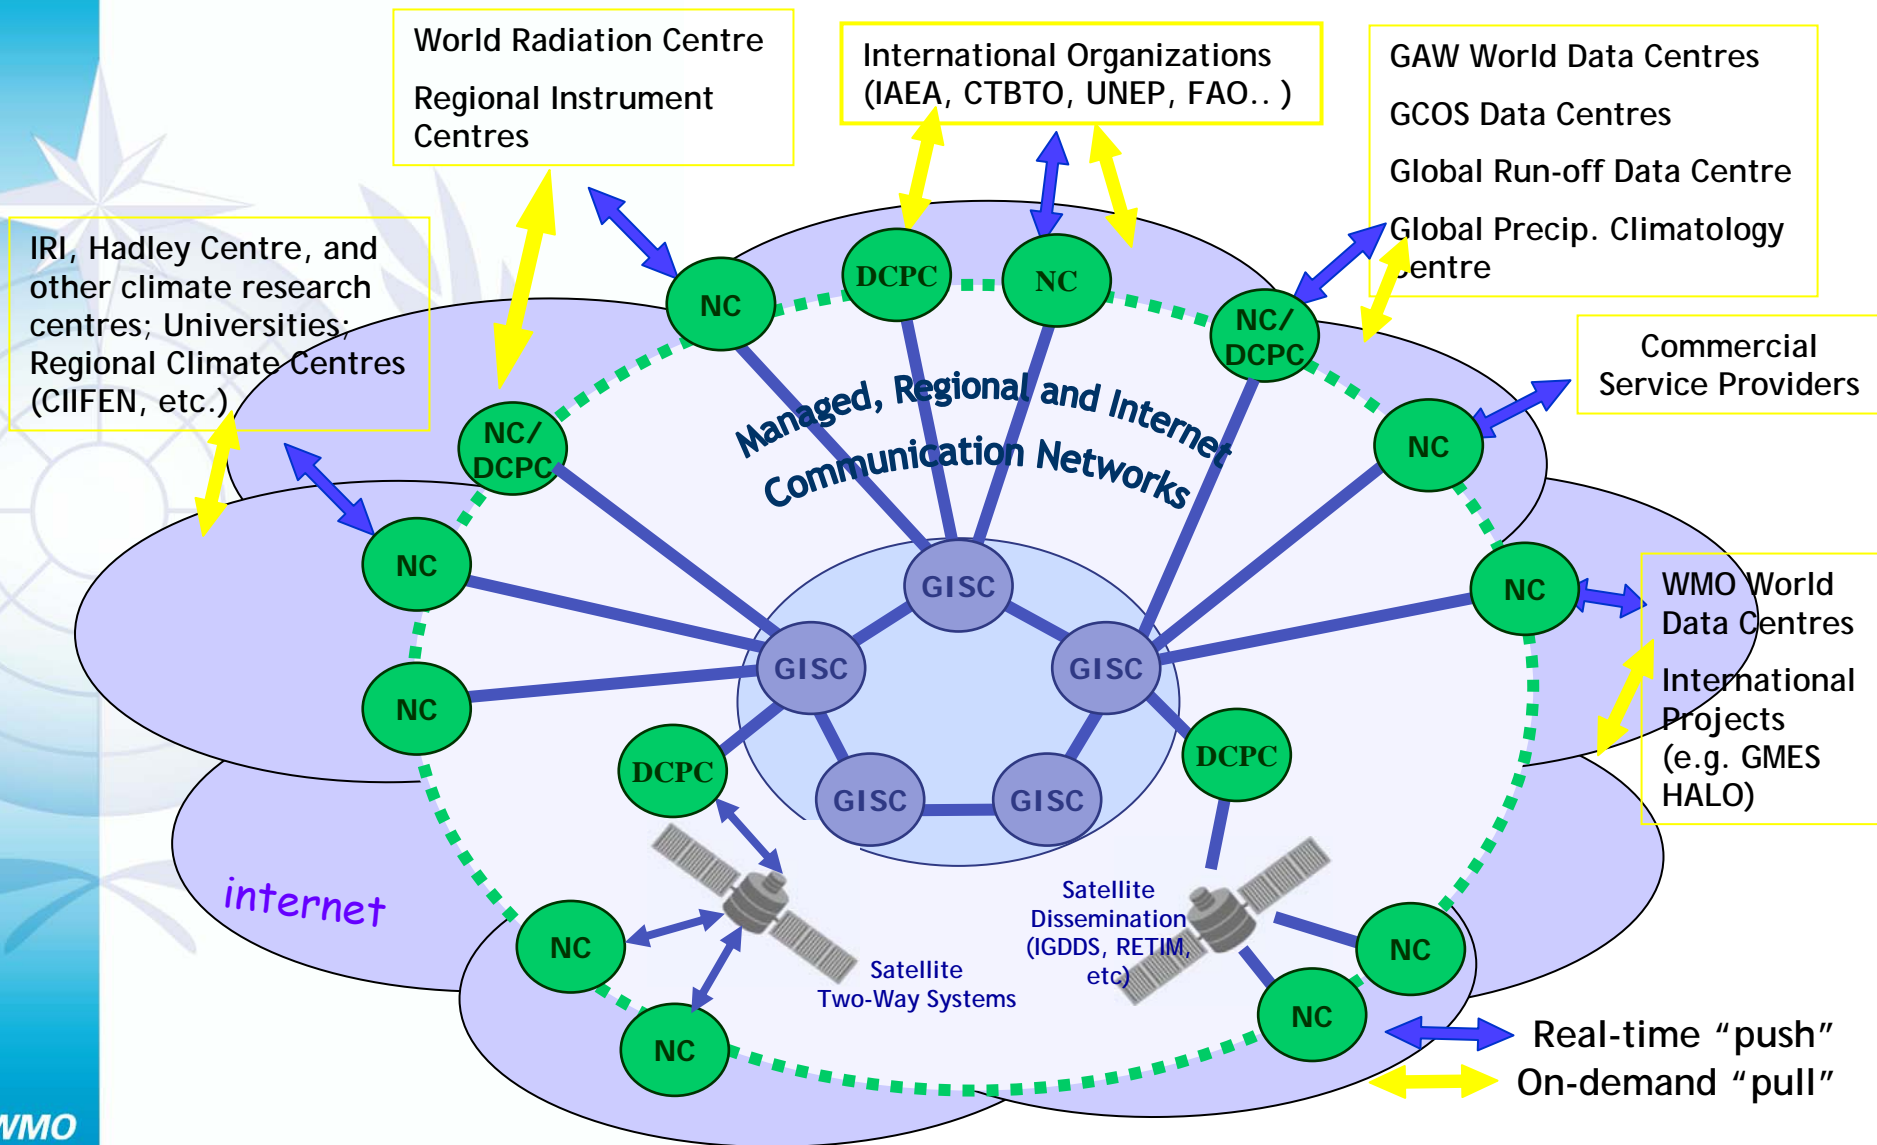 World Radiation Centre
Regional Instrument
Centres
International Organizations
(IAEA, CTBTO, UNEP, FAO.. )
GAW World Data Centres
GCOS Data Centres
Global Run-off Data Centre
Global Precip. Climatology
Centre
IRI, Hadley Centre, and
other climate research
centres; Universities;
Regional Climate Centres
(CIIFEN, etc.)
Commercial
Service Providers
WMO World
Data Centres
International
Projects
(e.g. GMES
HALO)
NC
DCPC
NC
NC/
DCPC
NC/
DCPC
NC
NC
NC
NC
Managed, Regional and Internet
Communication Networks
GISC
GISC
GISC
GISC
GISC
DCPC
DCPC
internet
NC
NC
Satellite
Two-Way Systems
Satellite
Dissemination
(IGDDS, RETIM,
etc)
NC
NC
Real-time “push”
On-demand “pull”
WMO